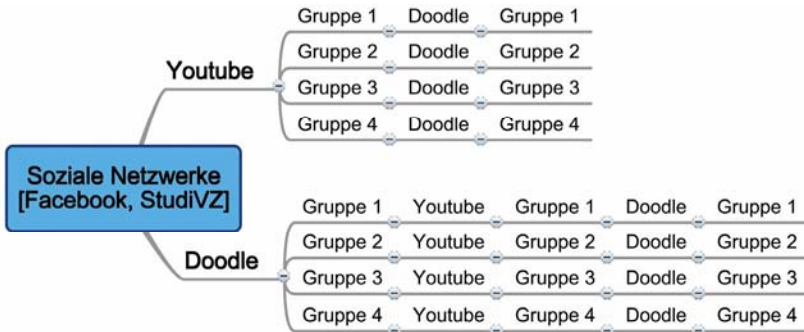 Gruppe 1 Doodle Gruppe 1
Gruppe 2 Doodle Gruppe 2
Youtube
Gruppe 3 Doodle Gruppe 3
Gruppe 4 Doodle Gruppe 4
Soziale Netzwerke
[Facebook, StudiVZ]
Gruppe 1 Youtube Gruppe 1 Doodle Gruppe 1
Gruppe 2 Youtube Gruppe 2 Doodle Gruppe 2
Doodle
Gruppe 3 Youtube Gruppe 3 Doodle Gruppe 3
Gruppe 4 Youtube Gruppe 4 Doodle Gruppe 4